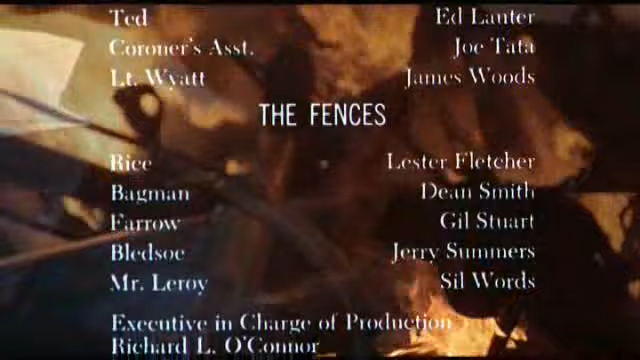 Ted Ed Lauter
Coroner's Asst. Joe Tata
Lt. Wyatt James Woods
THE FENCES
Rice Lester Fletcher
Bagman Dean Smith
Farrow Gil Stuart
Bledsoe Jerry Summers
Mr. Leroy Sil Words
Executive in Charge of Production
Richard L. O'Connor